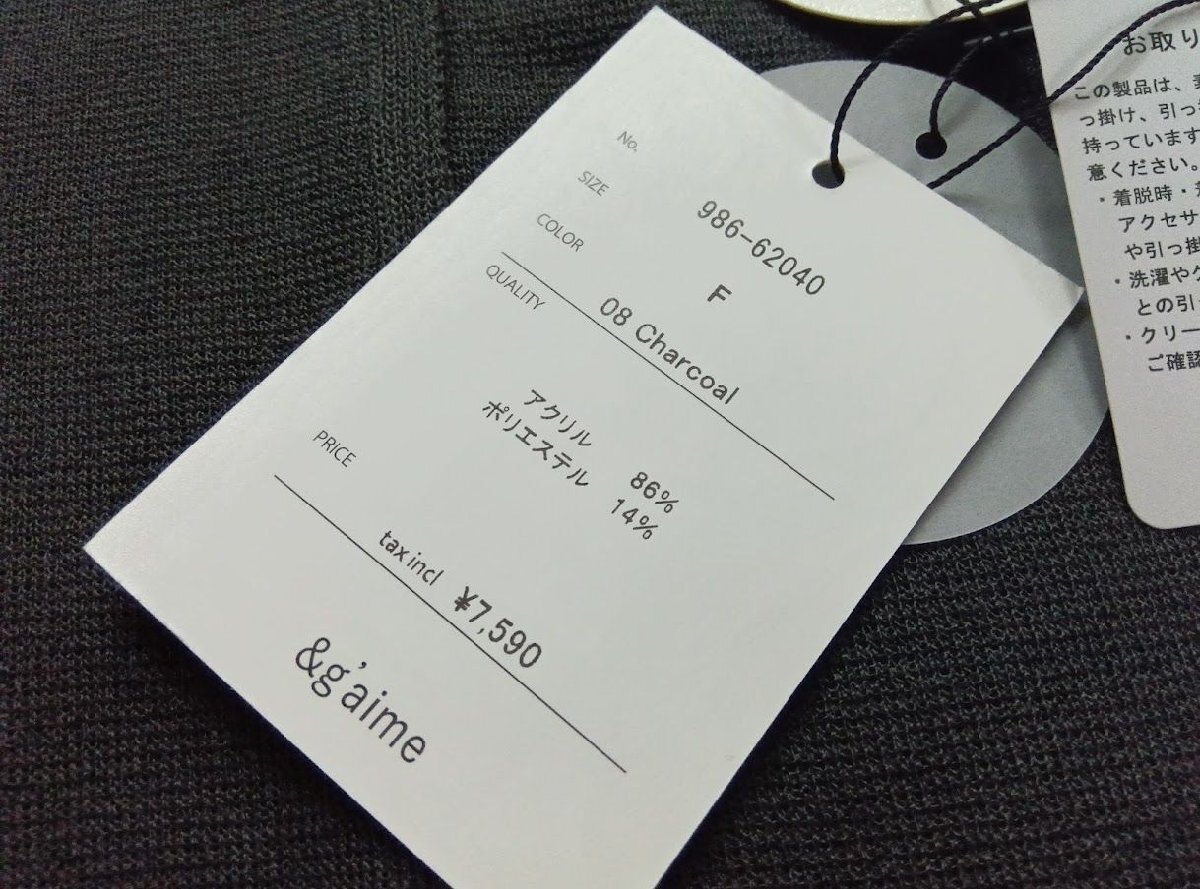 No. 986-62040
SIZE F
COLOR 08 Charcoal
QUALITY
アクリル 86%
ポリエステル 14%
PRICE
tax incl ¥7,590
&g'aime
お取り
この製品は、
っ掛け、引っ
持っています
意ください。
・着脱時・
アクセサ
や引っ掛
・洗濯や
との引
・クリー
ご確認